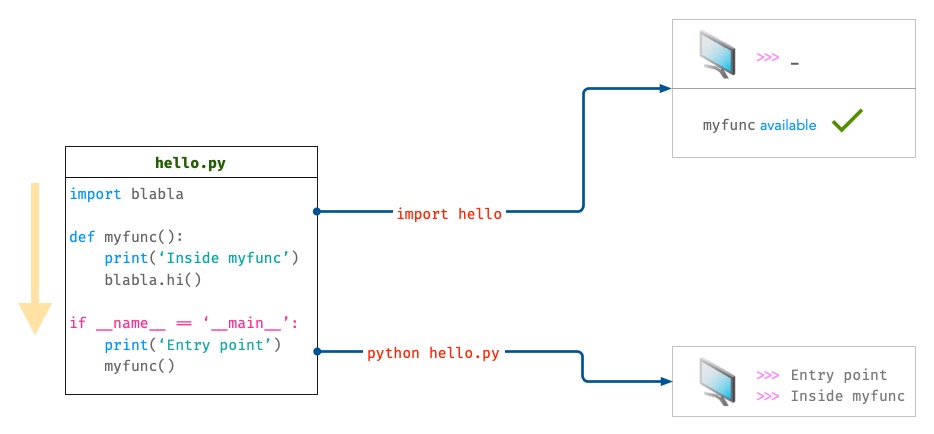 hello.py
import blabla
def myfunc():
print(‘Inside myfunc’)
blabla.hi()
if __name__ == ‘__main__’:
print(‘Entry point’)
myfunc()
import hello
python hello.py
>>> _
myfunc available
>>> Entry point
>>> Inside myfunc